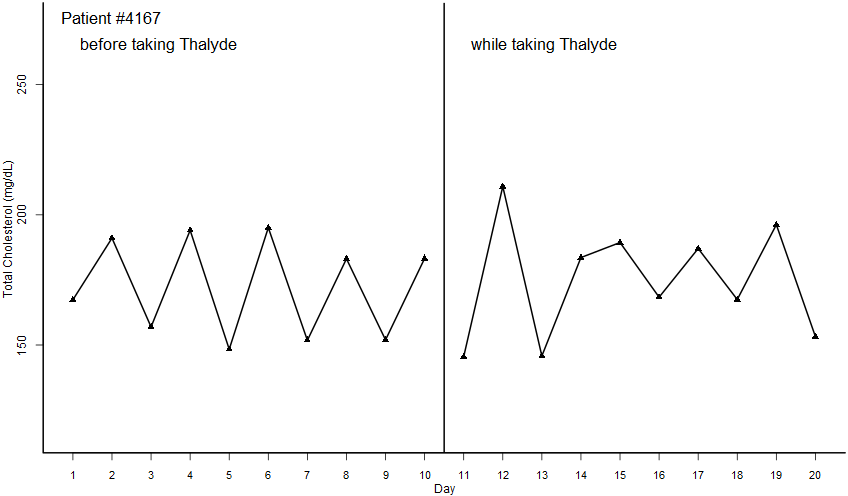 Patient #4167
before taking Thalyde
while taking Thalyde
Total Cholesterol (mg/dL)
250
200
150
1 2 3 4 5 6 7 8 9 10 11 12 13 14 15 16 17 18 19 20
Day